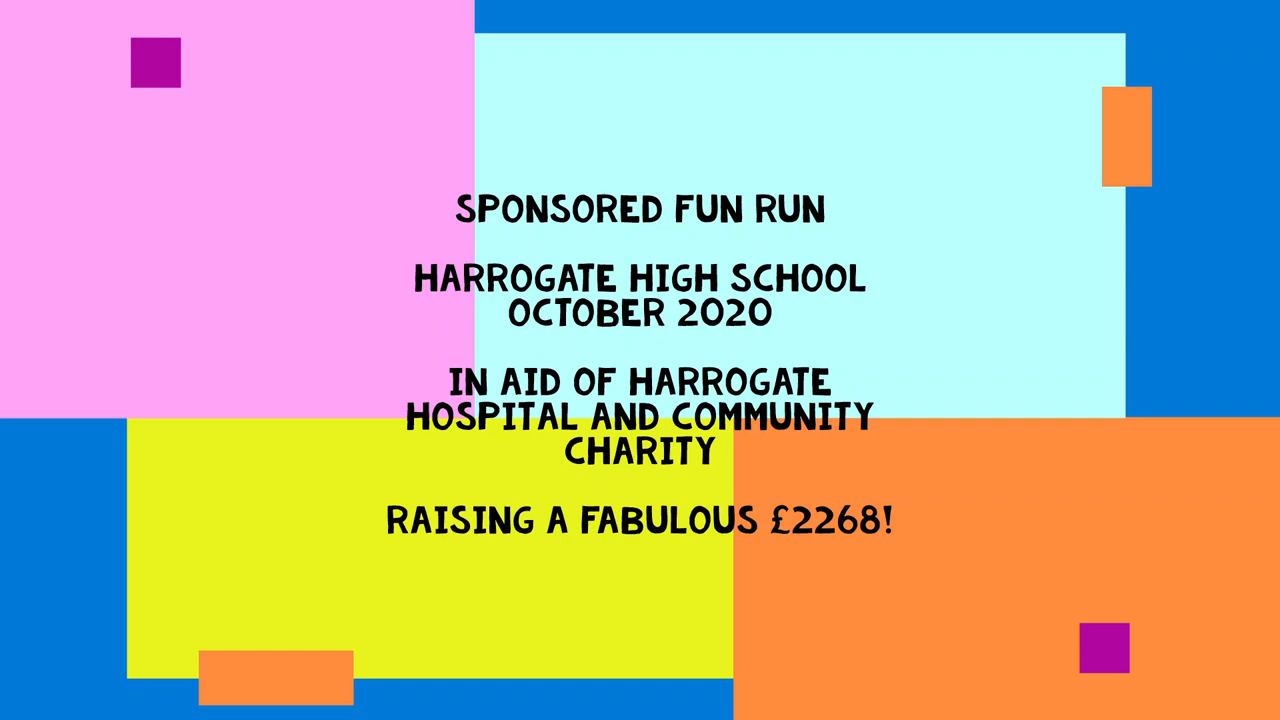 SPONSORED FUN RUN
HARROGATE HIGH SCHOOL
OCTOBER 2020
IN AID OF HARROGATE
HOSPITAL AND COMMUNITY
CHARITY
RAISING A FABULOUS £2268!